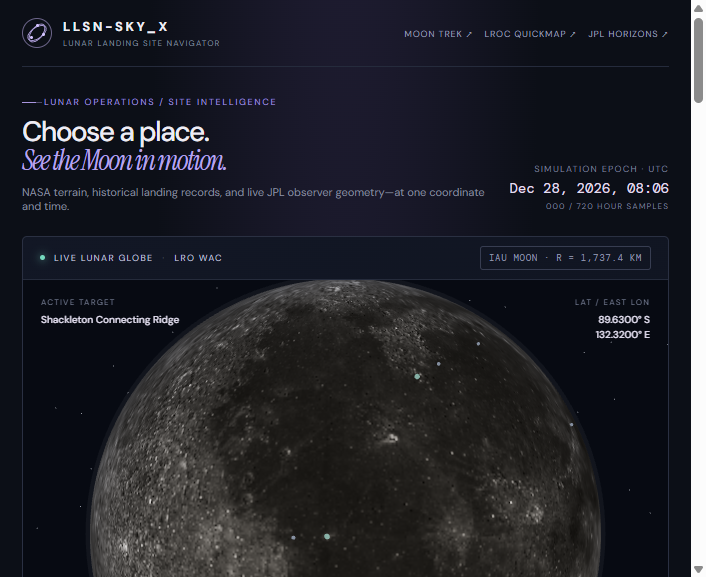 LLSN-SKY_X
LUNAR LANDING SITE NAVIGATOR
MOON TREK ↗ LROC QUICKMAP ↗ JPL HORIZONS ↗
LUNAR OPERATIONS / SITE INTELLIGENCE
Choose a place.
See the Moon in motion.
NASA terrain, historical landing records, and live JPL observer geometry—at one coordinate
and time.
SIMULATION EPOCH · UTC
Dec 28, 2026, 08:06
000 / 720 HOUR SAMPLES
LIVE LUNAR GLOBE · LRO WAC
IAU MOON · R = 1,737.4 KM
ACTIVE TARGET
Shackleton Connecting Ridge
LAT / EAST LON
89.6300° S
132.3200° E